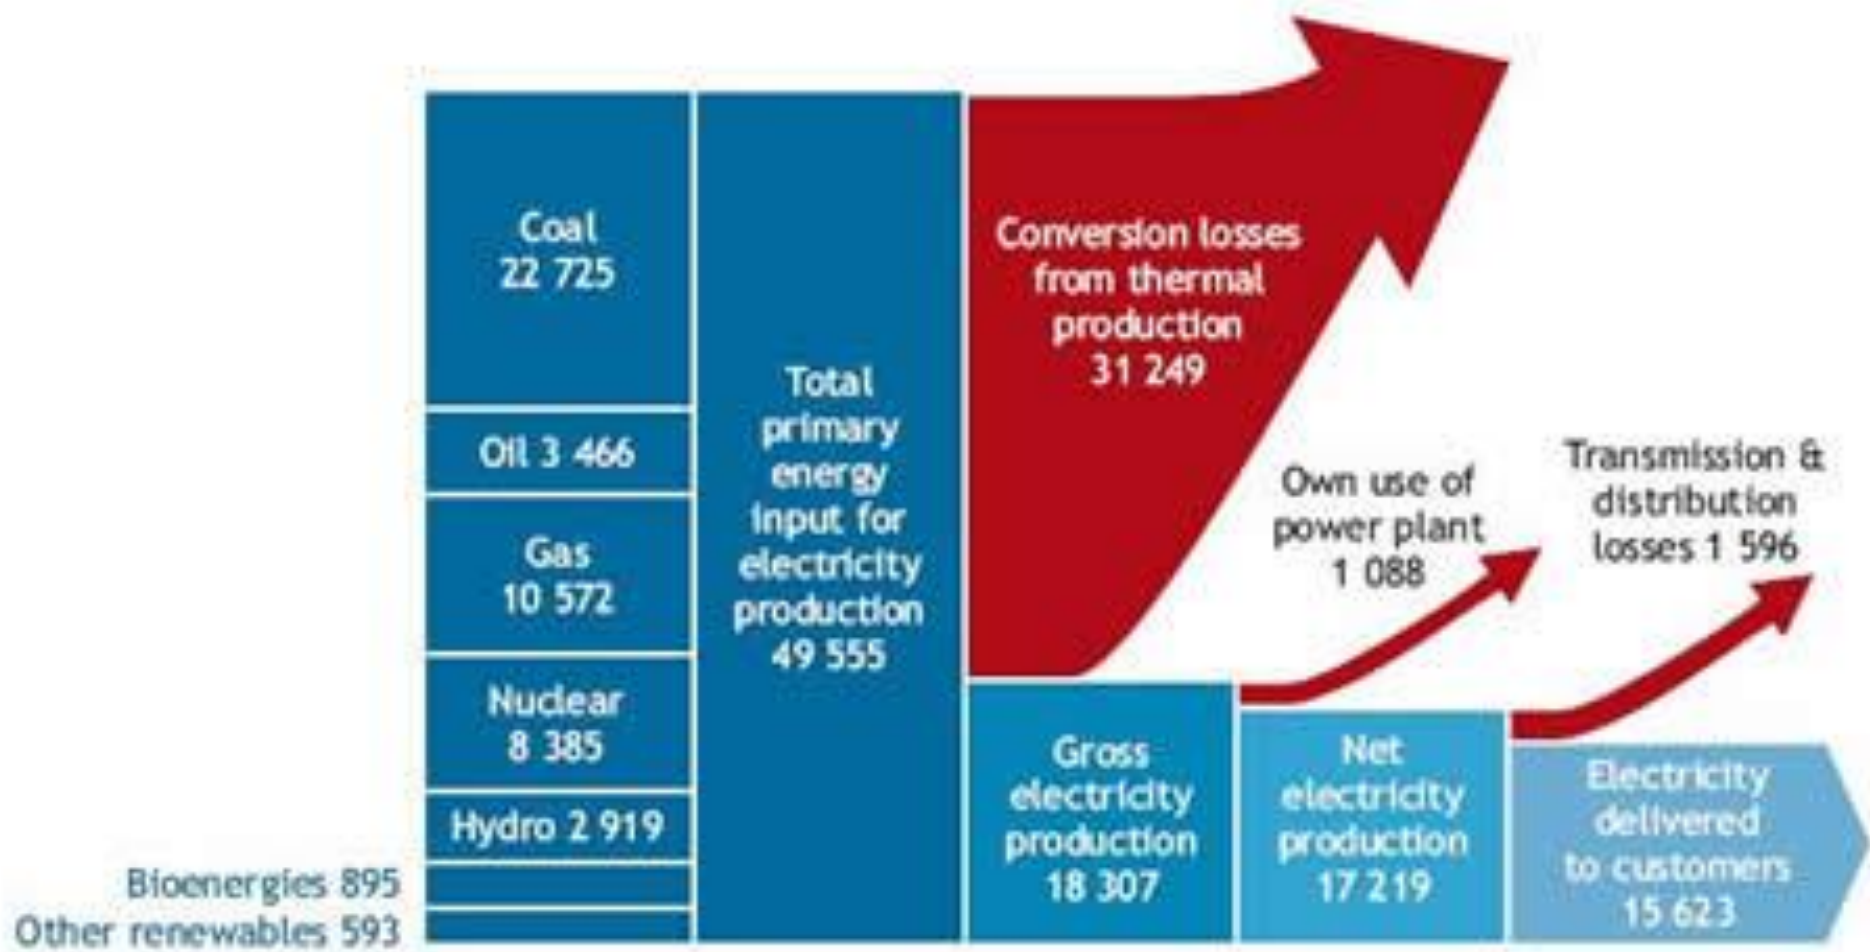 Coal
22 725
Oil 3 466
Gas
10 572
Nuclear
8 385
Hydro 2 919
Bioenergies 895
Other renewables 593
Total
primary
energy
input for
electricity
production
49 555
Conversion losses
from thermal
production
31 249
Own use of
power plant
1 088
Transmission &
distribution
losses 1 596
Gross
electricity
production
18 307
Net
electricity
production
17 219
Electricity
delivered
to customers
15 623